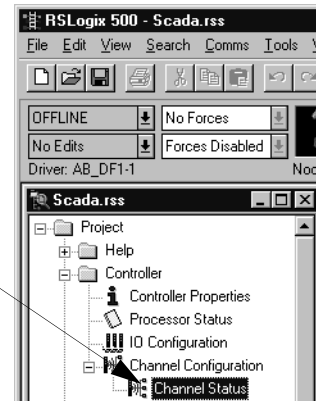 RSLogix 500 - Scada.rss
File Edit View Search Comms Tools
OFFLINE No Forces
No Edits Forces Disabled
Driver: AB_DF1-1
Scada.rss
Project
Help
Controller
Controller Properties
Processor Status
IO Configuration
Channel Configuration
Channel Status